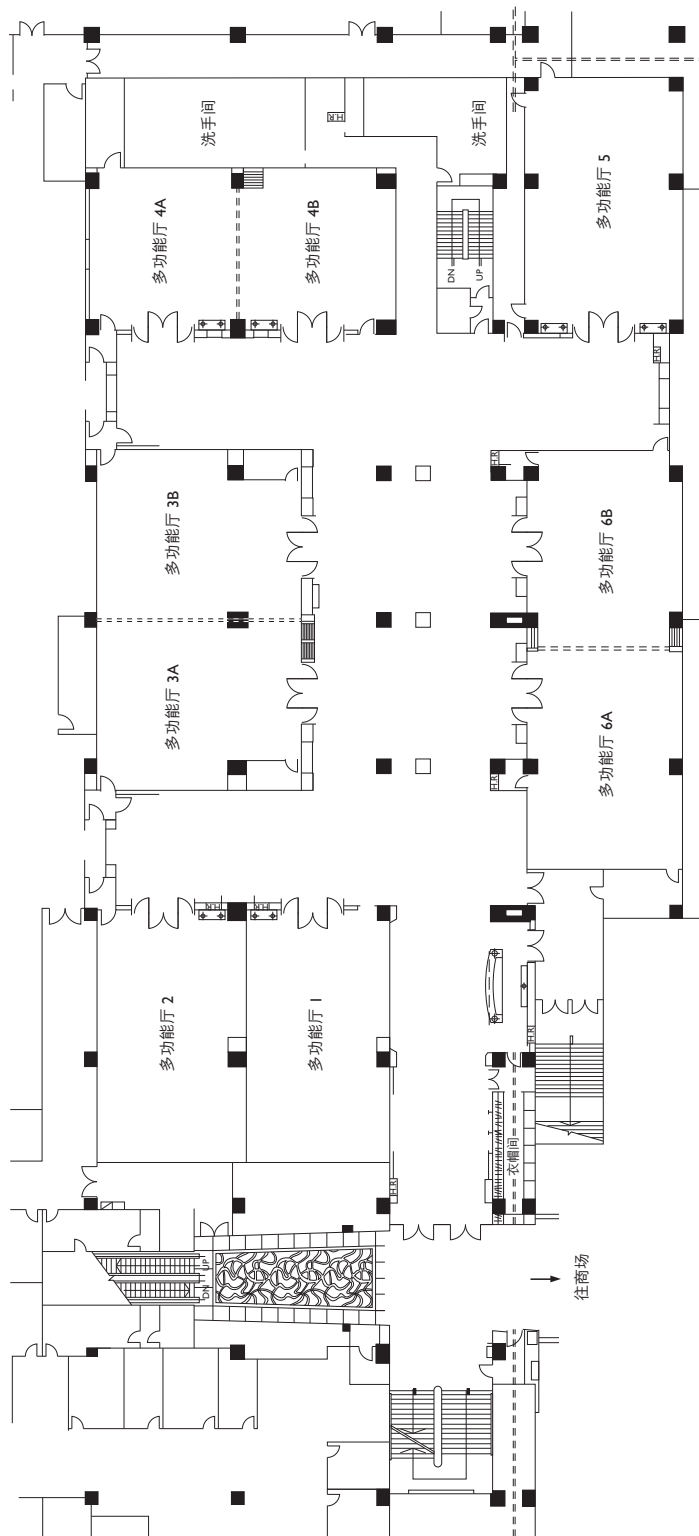 洗手间
洗手间
多功能厅 4A
多功能厅 4B
多功能厅 5
DN
UP
H.R
H.R
多功能厅 3B
多功能厅 6B
多功能厅 3A
多功能厅 6A
H.R
多功能厅 2
多功能厅 1
H.R
衣帽间
H.R
UP
DN
往商场